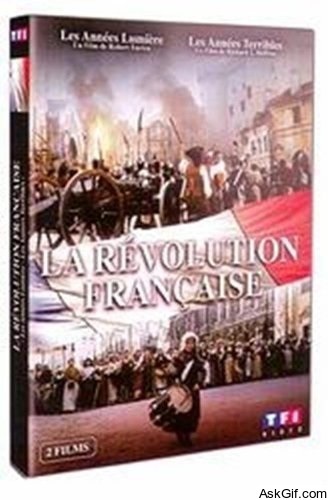 TF1
Les Années Lumière
Un Film de Robert Enrico
Les Années Terribles
Un Film de Richard T. Heffron
LA RÉVOLUTION
FRANÇAISE
LA RÉVOLUTION FRANÇAISE
2 FILMS
TF1
VIDEO
AskGif.com